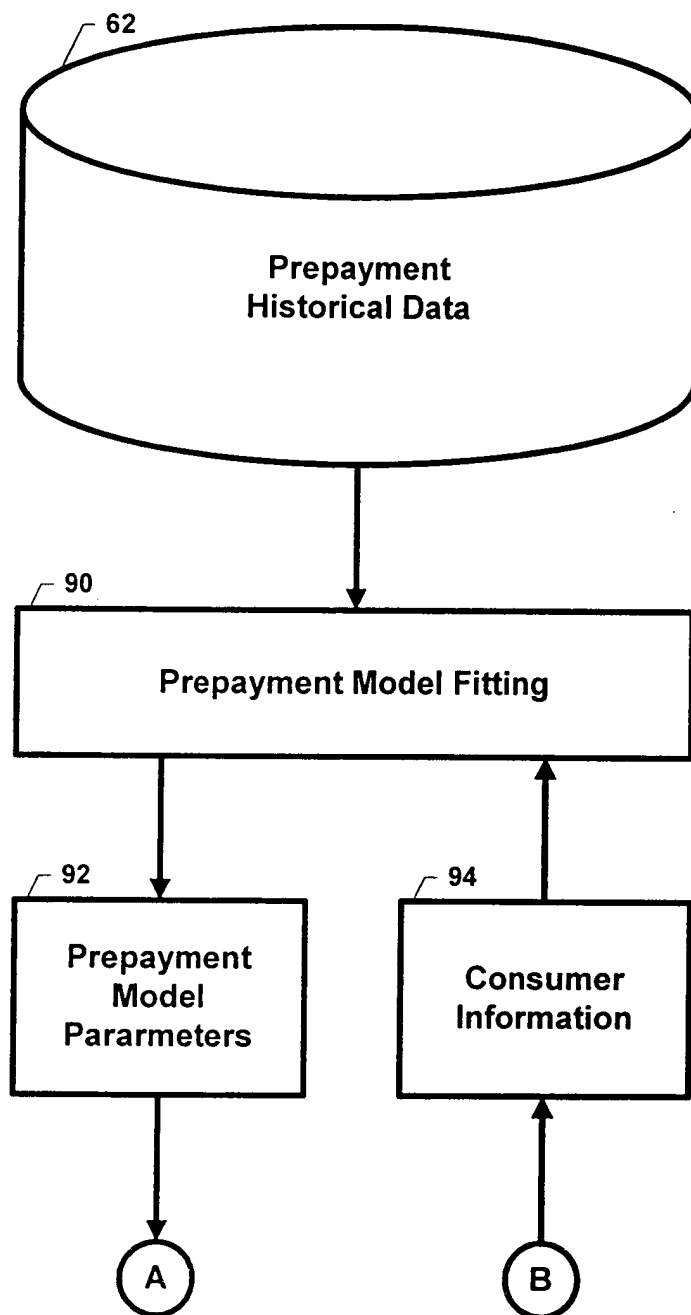 62
Prepayment
Historical Data
90
Prepayment Model Fitting
92
Prepayment
Model
Pararmeters
94
Consumer
Information
A
B